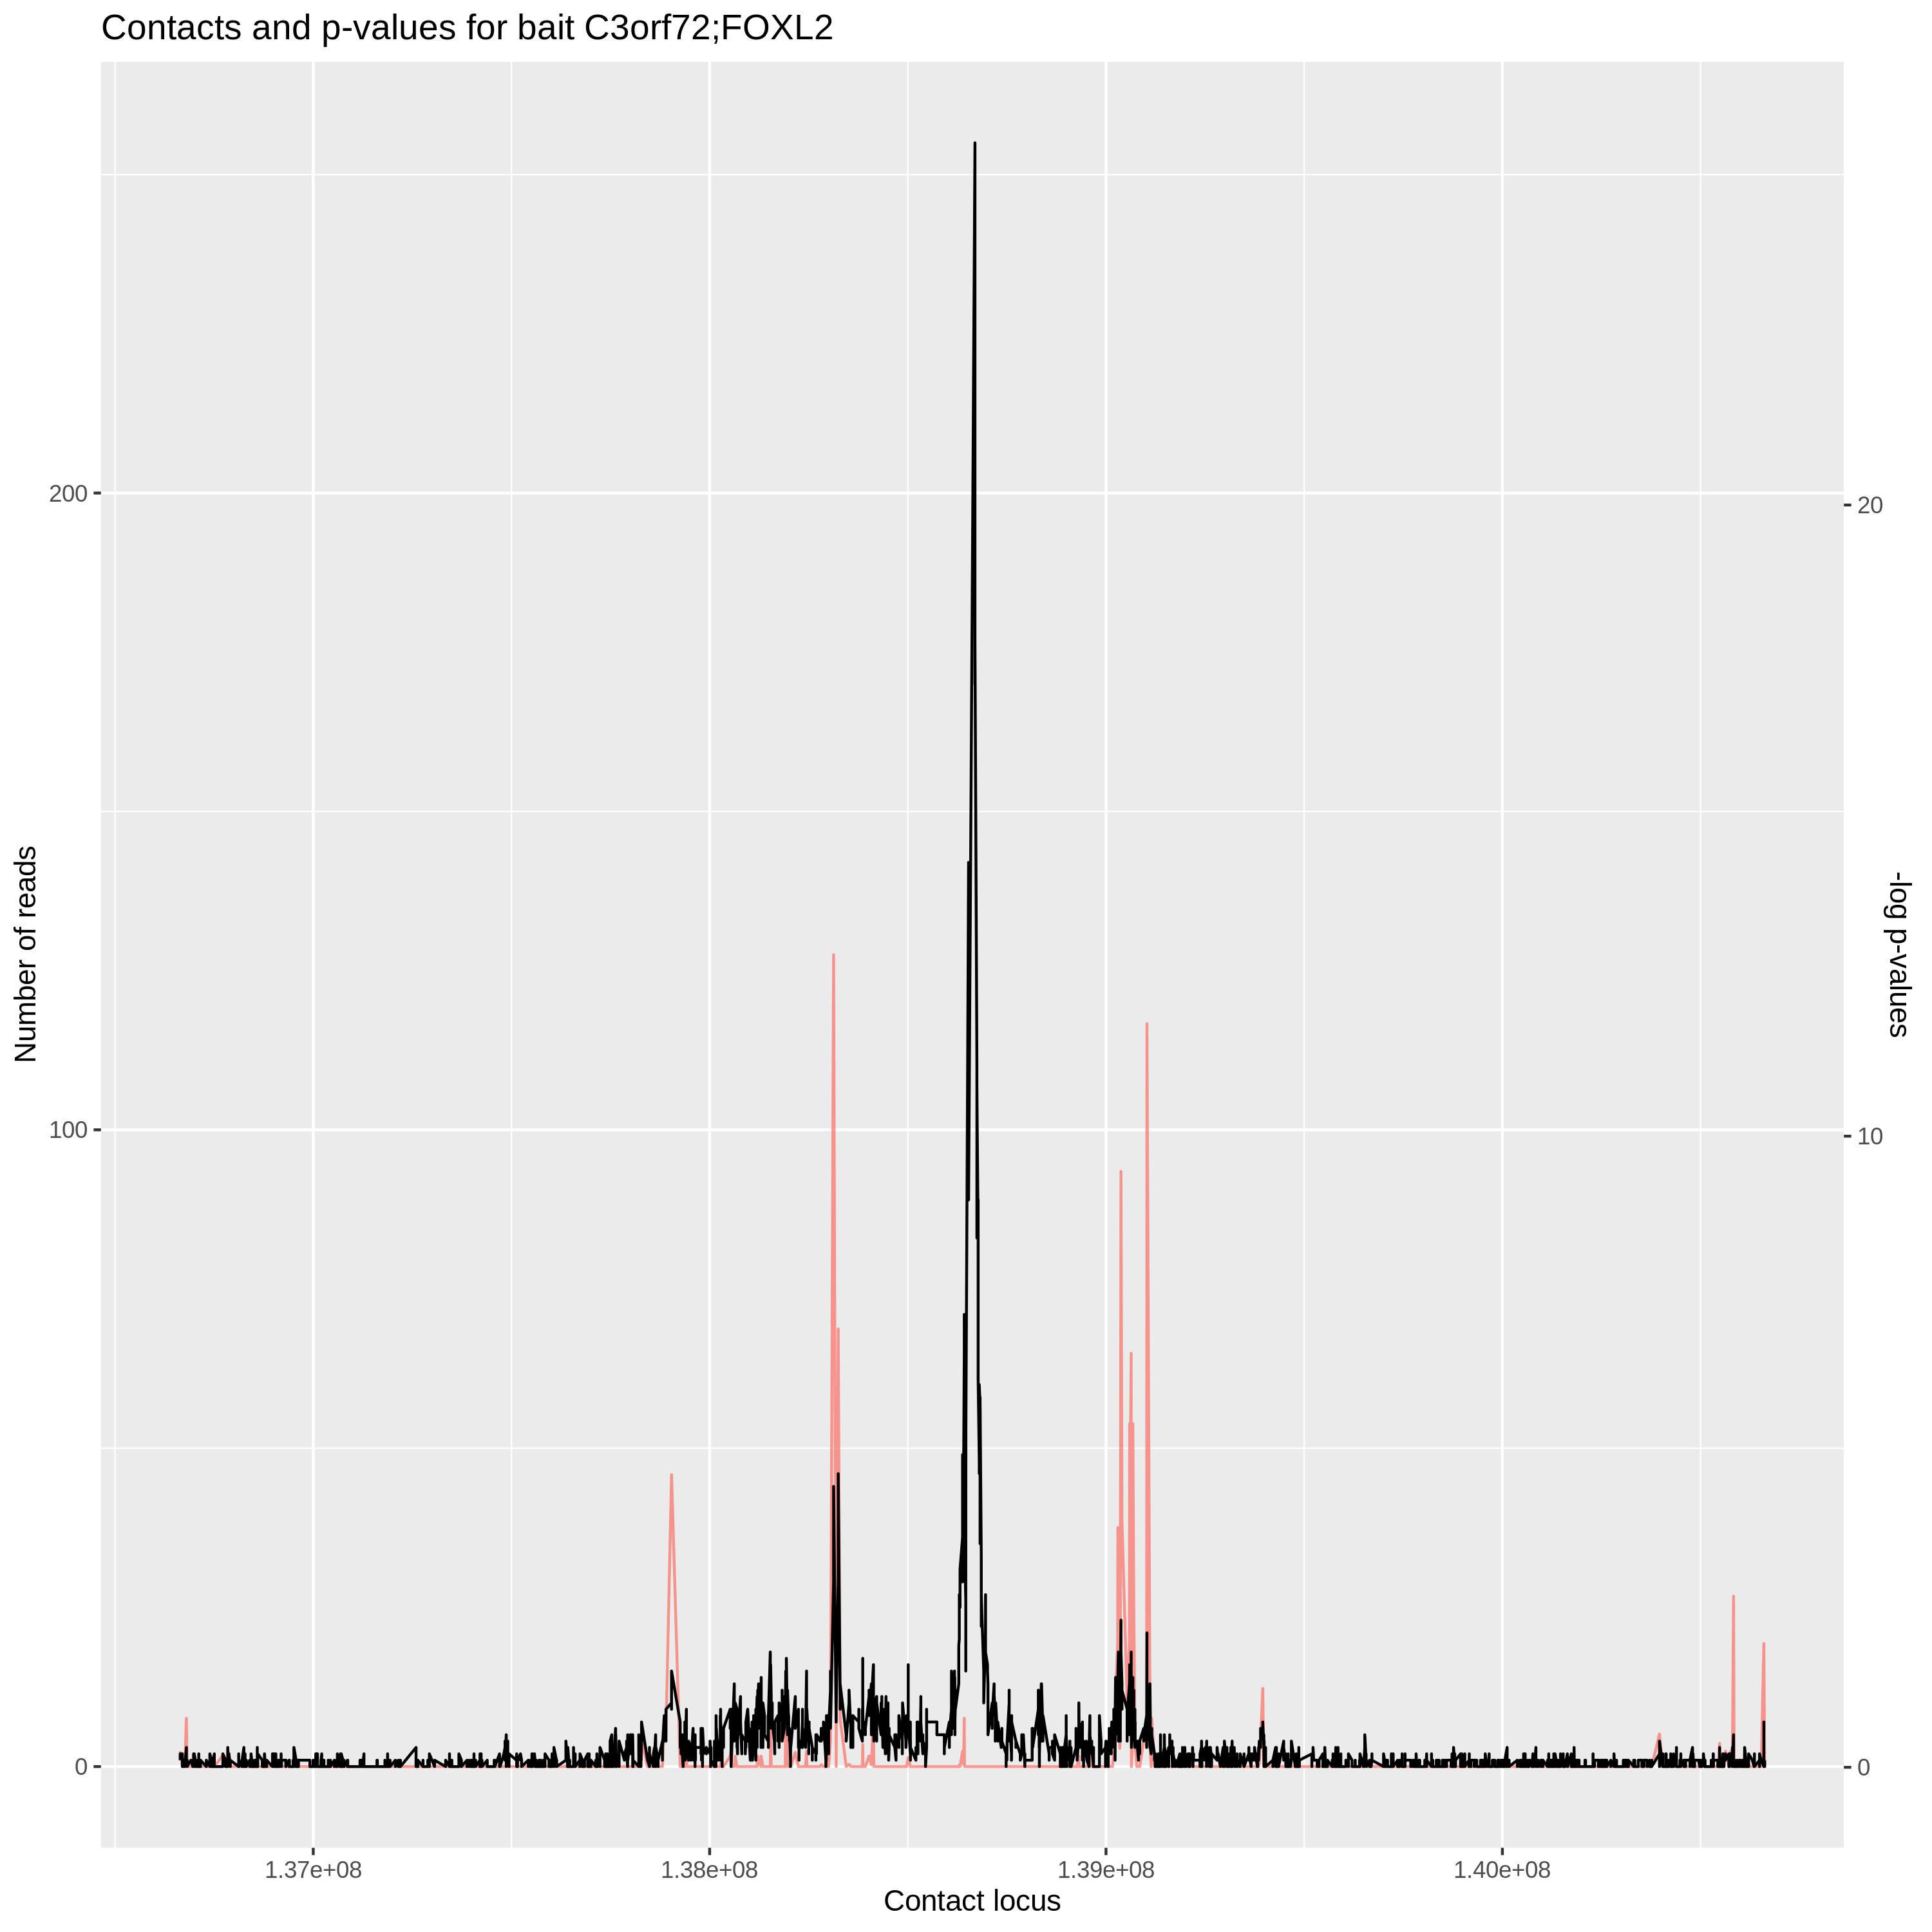 Contacts and p-values for bait C3orf72;FOXL2
Number of reads
200
100
0
20
10
0
-log p-values
1.37e+08
1.38e+08
1.39e+08
1.40e+08
Contact locus